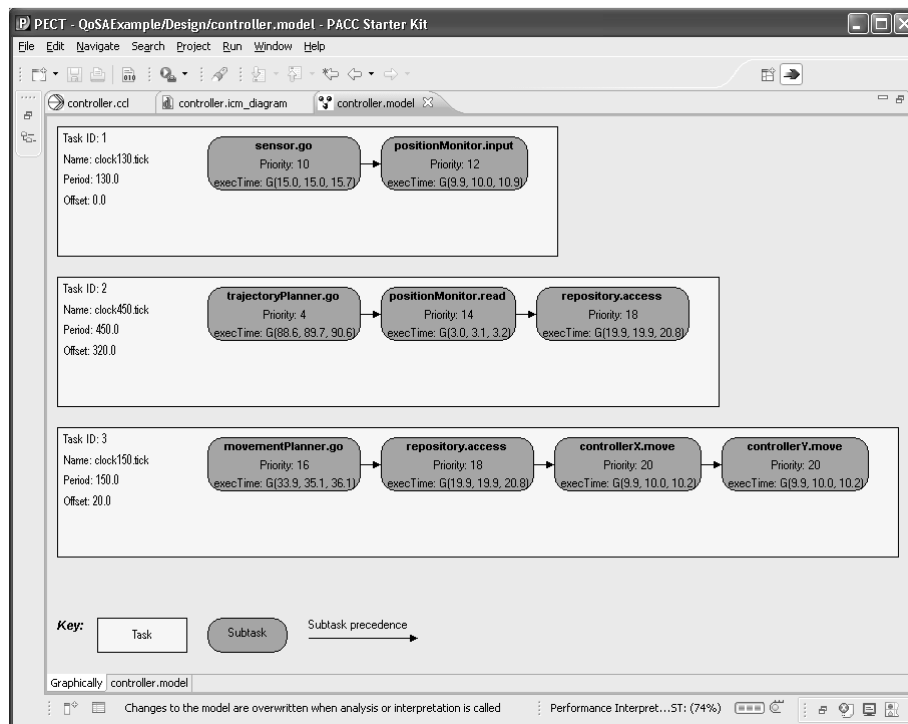 PECT - QoSAExample/Design/controller.model - PACC Starter Kit
File Edit Navigate Search Project Run Window Help
controller.ccl controller.icm_diagram controller.model
Task ID: 1
Name: clock130.tick
Period: 130.0
Offset: 0.0
sensor.go
Priority: 10
execTime: G(15.0, 15.0, 15.7)
positionMonitor.input
Priority: 12
execTime: G(9.9, 10.0, 10.9)
Task ID: 2
Name: clock450.tick
Period: 450.0
Offset: 320.0
trajectoryPlanner.go
Priority: 4
execTime: G(88.6, 89.7, 90.6)
positionMonitor.read
Priority: 14
execTime: G(3.0, 3.1, 3.2)
repository.access
Priority: 18
execTime: G(19.9, 19.9, 20.8)
Task ID: 3
Name: clock150.tick
Period: 150.0
Offset: 20.0
movementPlanner.go
Priority: 16
execTime: G(33.9, 35.1, 36.1)
repository.access
Priority: 18
execTime: G(19.9, 19.9, 20.8)
controllerX.move
Priority: 20
execTime: G(9.9, 10.0, 10.2)
controllerY.move
Priority: 20
execTime: G(9.9, 10.0, 10.2)
Key:
Task
Subtask
Subtask precedence
Graphically controller.model
Changes to the model are overwritten when analysis or interpretation is called
Performance Interpret...ST: (74%)